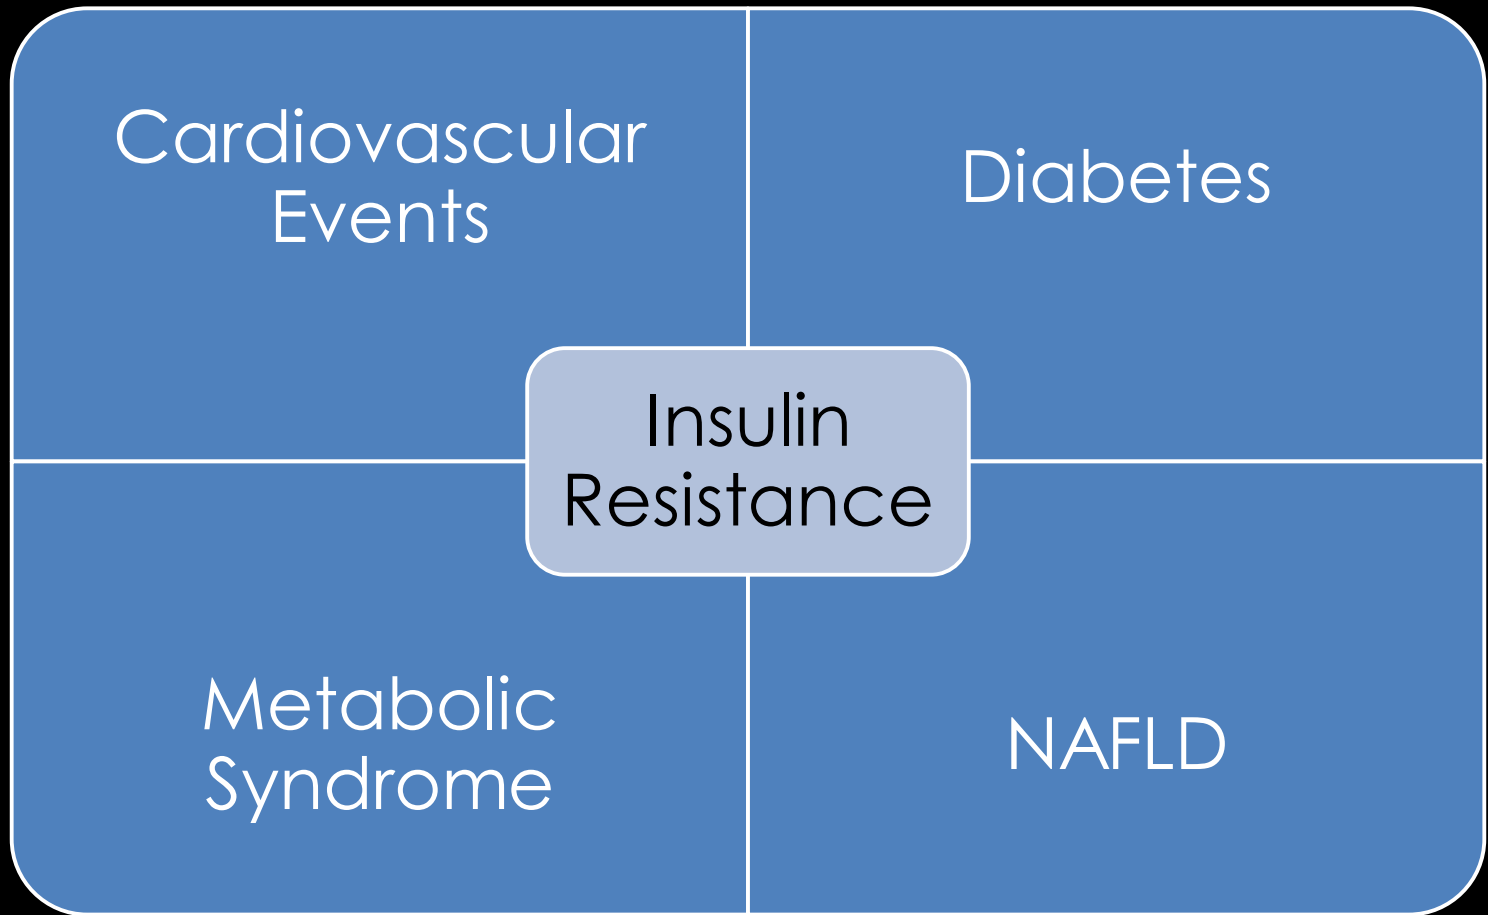 Cardiovascular
Events
Diabetes
Insulin
Resistance
Metabolic
Syndrome
NAFLD